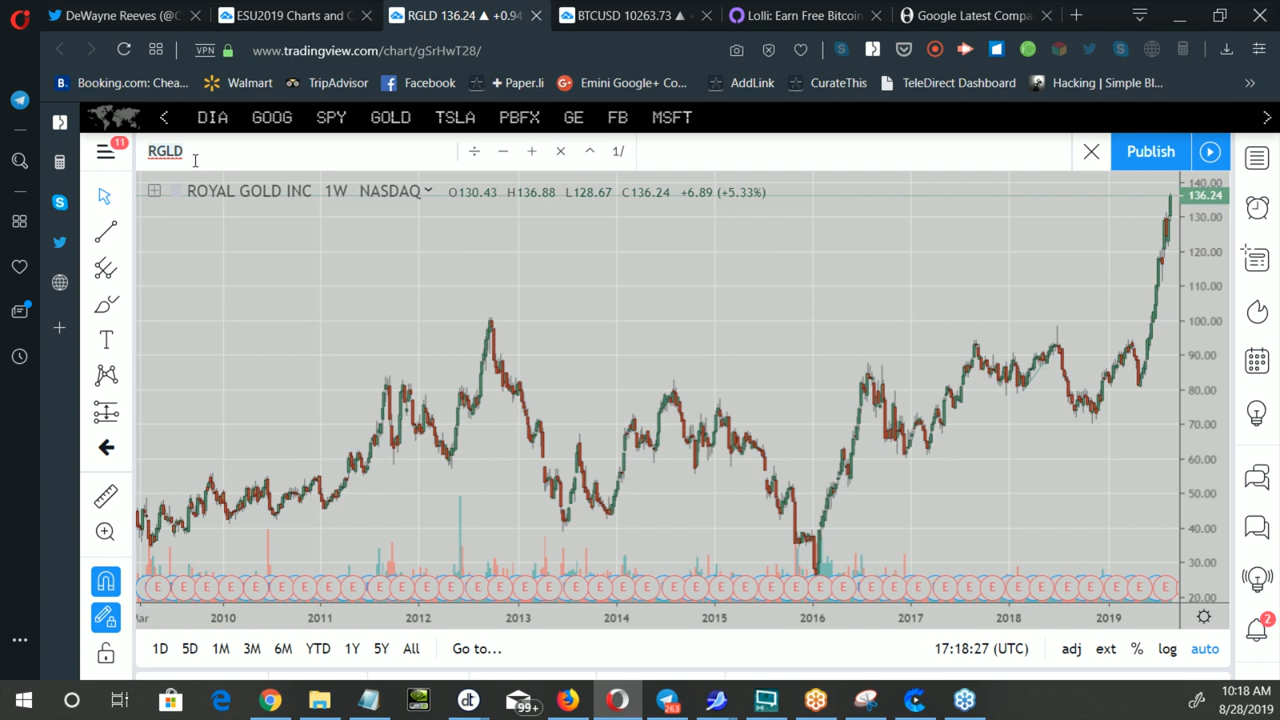 DeWayne Reeves (@C
ESU2019 Charts and C
RGLD 136.24 ▲ +0.94
BTCUSD 10263.73 ▲
Lolli: Earn Free Bitcoin
Google Latest Compa
VPN www.tradingview.com/chart/gSrHwT28/
Booking.com: Chea... Walmart TripAdvisor Facebook + Paper.li Emini Google+ Co... AddLink CurateThis TeleDirect Dashboard Hacking | Simple Bl...
DIA GOOG SPY GOLD TSLA PBFX GE FB MSFT
11
RGLD ÷ − + × ^ 1/ Publish
ROYAL GOLD INC 1W NASDAQ O130.43 H136.88 L128.67 C136.24 +6.89 (+5.33%)
140.00
136.24
130.00
120.00
110.00
100.00
90.00
80.00
70.00
60.00
50.00
40.00
30.00
20.00
E E E E E E E E E E E E E E E E E E E E E E E E E E E E E E E E E E E E E E E E E E
2010 2011 2012 2013 2014 2015 2016 2017 2018 2019
1D 5D 1M 3M 6M YTD 1Y 5Y All Go to... 17:18:27 (UTC) adj ext % log auto
2
99+
dt
263
10:18 AM
8/28/2019